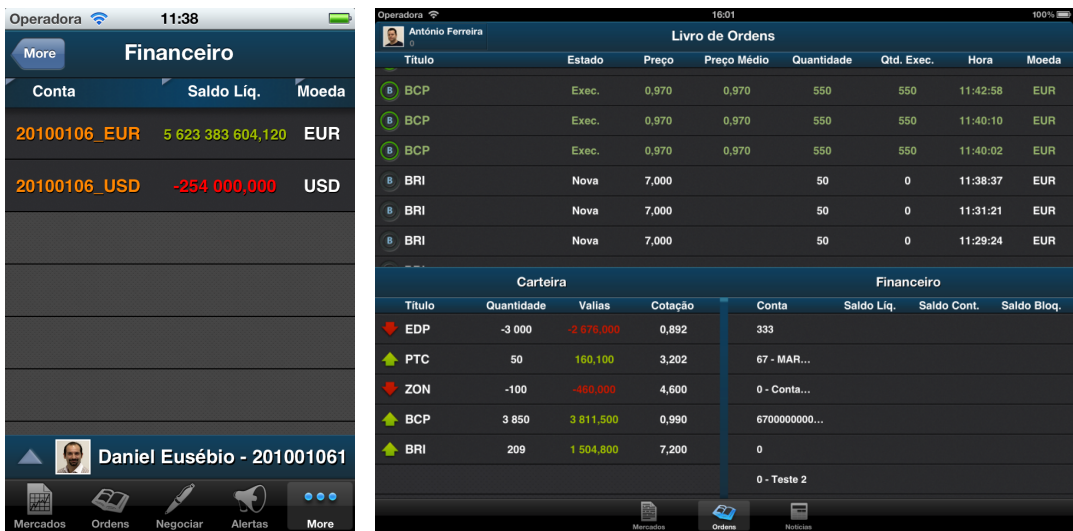 Operadora 11:38
More Financeiro
Conta Saldo Líq. Moeda
20100106_EUR 5 623 383 604,120 EUR
20100106_USD -254 000,000 USD
Daniel Eusébio - 201001061
Mercados Ordens Negociar Alertas More
Operadora 16:01 100%
António Ferreira
0
Livro de Ordens
Título Estado Preço Preço Médio Quantidade Qtd. Exec. Hora Moeda
B BCP Exec. 0,970 0,970 550 550 11:42:58 EUR
B BCP Exec. 0,970 0,970 550 550 11:40:10 EUR
B BCP Exec. 0,970 0,970 550 550 11:40:02 EUR
B BRI Nova 7,000 50 0 11:38:37 EUR
B BRI Nova 7,000 50 0 11:31:21 EUR
B BRI Nova 7,000 50 0 11:29:24 EUR
Carteira
Título Quantidade Valias Cotação
EDP -3 000 -2 676,000 0,892
PTC 50 160,100 3,202
ZON -100 -460,000 4,600
BCP 3 850 3 811,500 0,990
BRI 209 1 504,800 7,200
Financeiro
Conta Saldo Líq. Saldo Cont. Saldo Bloq.
333
67 - MAR...
0 - Conta...
6700000000...
0
0 - Teste 2
Mercados Ordens Notícias